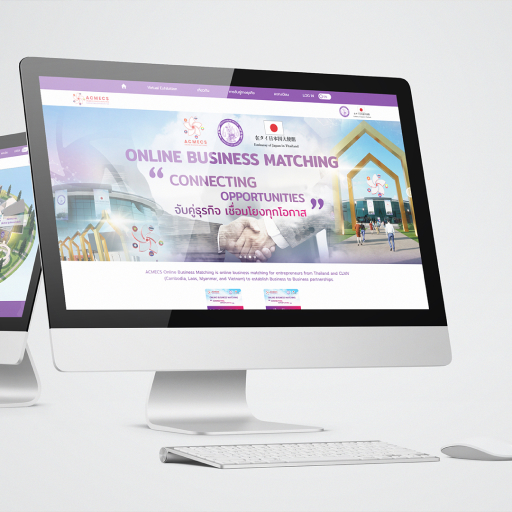 Virtual Exhibition
LOG IN
ACMECS
ACMECS
在タイ日本国大使館
Embassy of Japan in Thailand
ONLINE BUSINESS MATCHING
“ CONNECTING
OPPORTUNITIES ”
จับคู่ธุรกิจ เชื่อมโยงทุกโอกาส
ACMECS Online Business Matching is online business matching for entrepreneurs from Thailand and CLMV
(Cambodia, Laos, Myanmar, and Vietnam) to establish Business to Business partnerships.